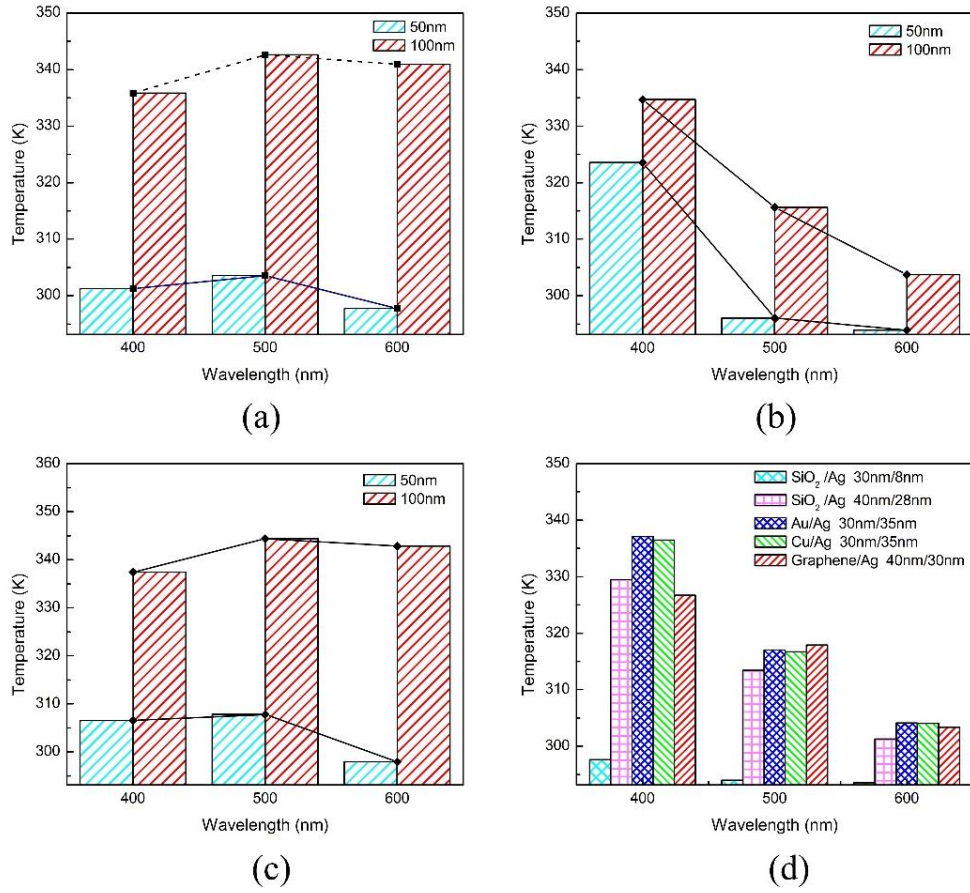 350
340
330
320
310
300
Temperature (K)
50nm
100nm
400
500
600
Wavelength (nm)
(a)
350
340
330
320
310
300
Temperature (K)
50nm
100nm
400
500
600
Wavelength (nm)
(b)
360
350
340
330
320
310
300
Temperature (K)
50nm
100nm
400
500
600
Wavelength (nm)
(c)
350
340
330
320
310
300
Temperature (K)
SiO₂ /Ag 30nm/8nm
SiO₂ /Ag 40nm/28nm
Au/Ag 30nm/35nm
Cu/Ag 30nm/35nm
Graphene/Ag 40nm/30nm
400
500
600
Wavelength (nm)
(d)